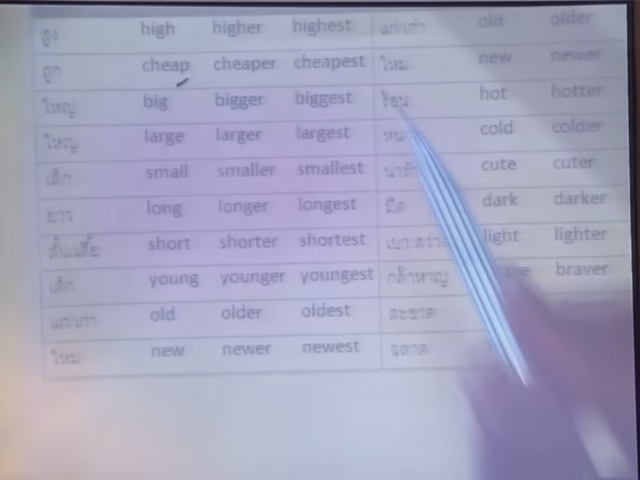 สูง high higher highest แก่/เก่า old older
ถูก cheap cheaper cheapest ใหม่ new newer
ใหญ่ big bigger biggest ร้อน hot hotter
ใหญ่ large larger largest cold colder
เล็ก small smaller smallest cute cuter
ยาว long longer longest มืด dark darker
short shorter shortest light lighter
เด็ก young younger youngest กล้าหาญ braver
แก่/เก่า old older oldest สะอาด
ใหม่ new newer newest ฉลาด